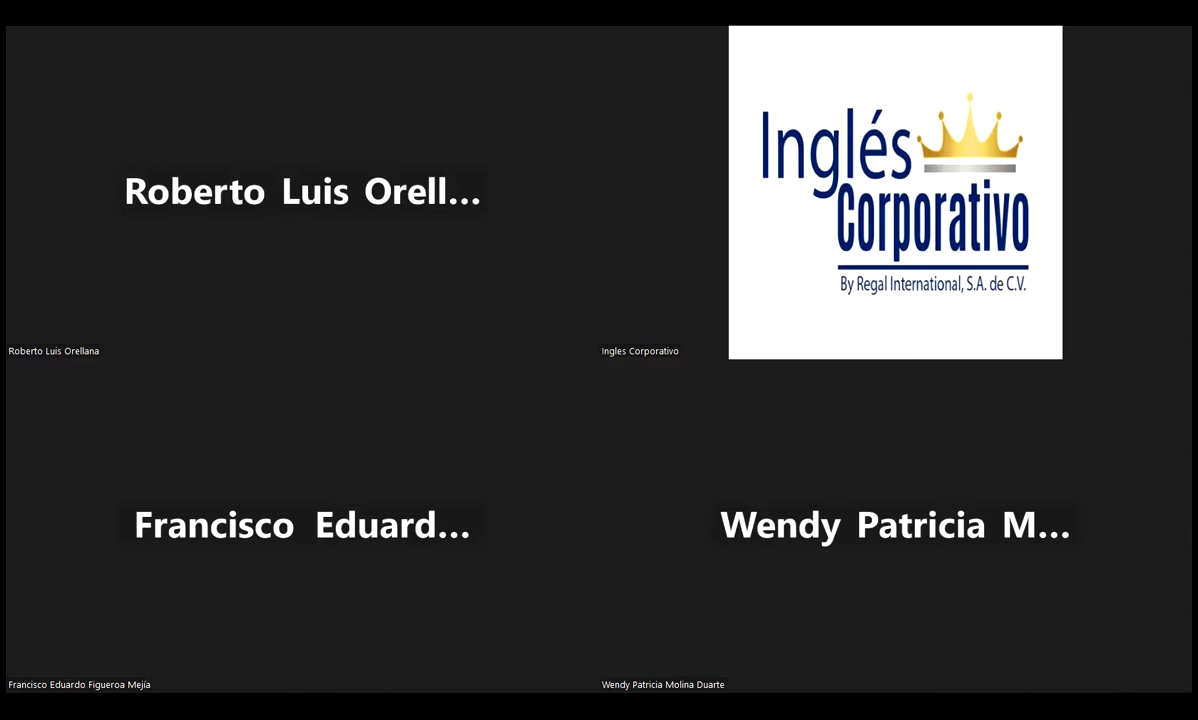 Roberto Luis Orell...
Roberto Luis Orellana
Inglés
Corporativo
By Regal International, S.A. de C.V.
Ingles Corporativo
Francisco Eduard...
Francisco Eduardo Figueroa Mejía
Wendy Patricia M...
Wendy Patricia Molina Duarte